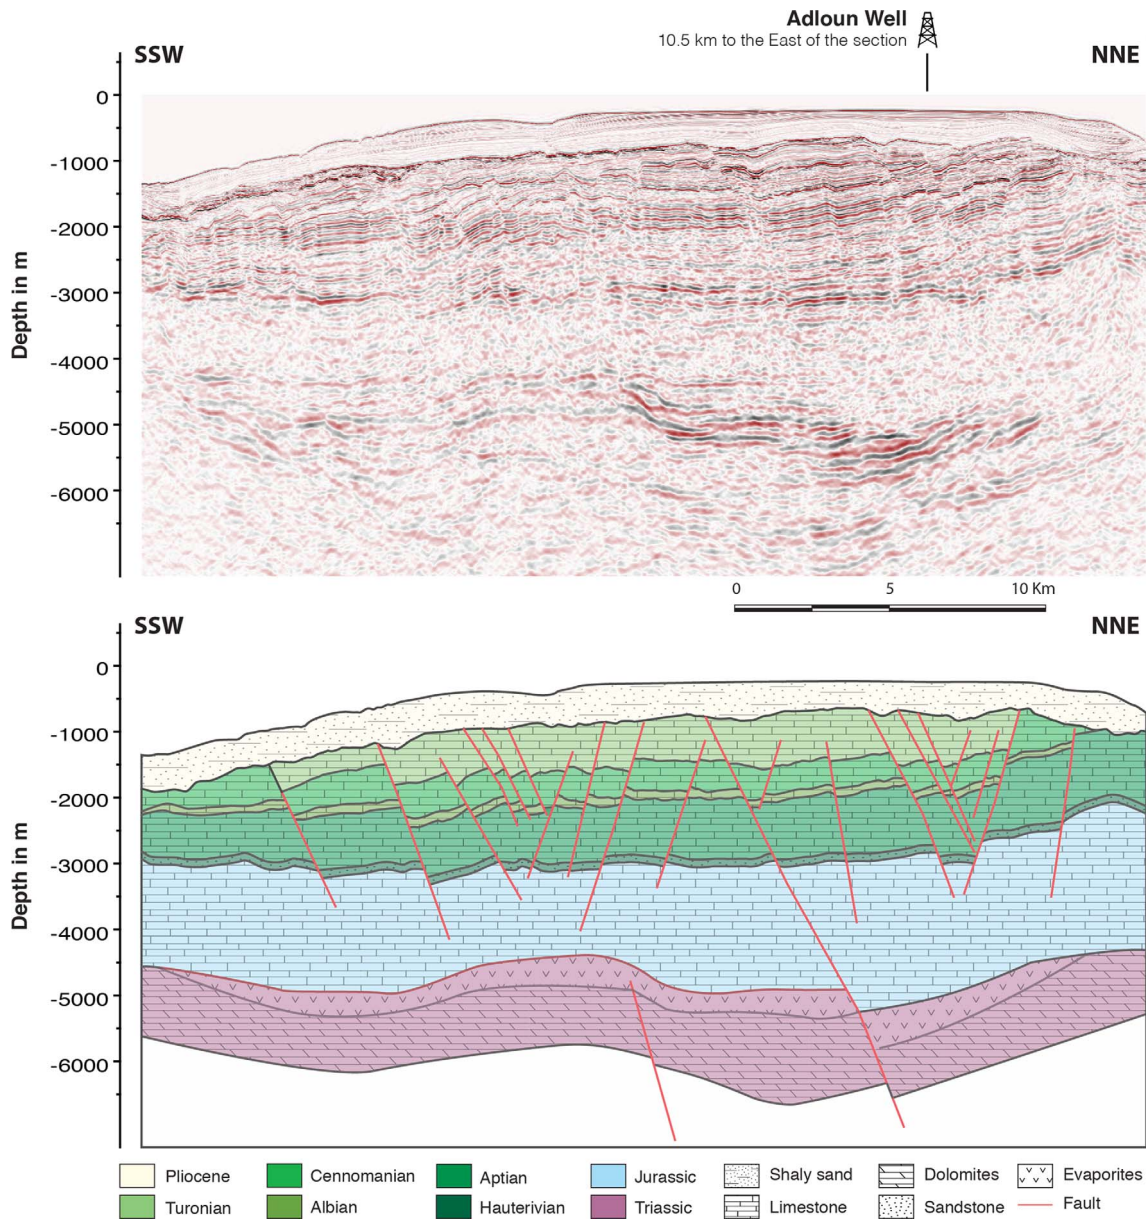 Adloun Well
10.5 km to the East of the section
SSW
NNE
0
-1000
-2000
-3000
-4000
-5000
-6000
Depth in m
0 5 10 Km
SSW
NNE
0
-1000
-2000
-3000
-4000
-5000
-6000
Depth in m
Pliocene Cennomanian Aptian Jurassic Shaly sand Dolomites Evaporites
Turonian Albian Hauterivian Triassic Limestone Sandstone Fault